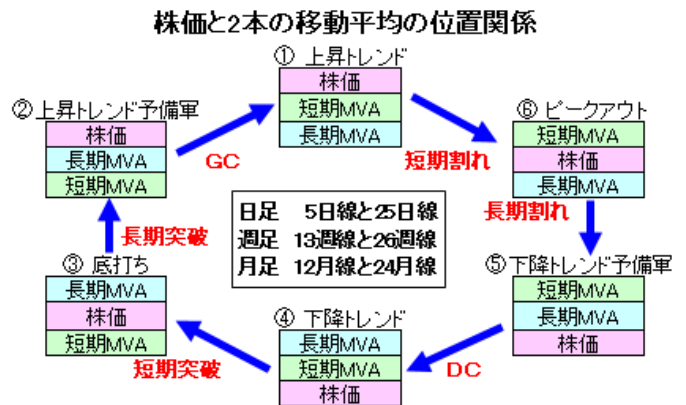 株価と2本の移動平均の位置関係
① 上昇トレンド
株価
短期MVA
長期MVA
② 上昇トレンド予備軍
株価
長期MVA
短期MVA
GC
短期割れ
⑥ ピークアウト
短期MVA
株価
長期MVA
長期突破
日足 5日線と25日線
週足 13週線と26週線
月足 12月線と24月線
長期割れ
③ 底打ち
長期MVA
株価
短期MVA
⑤ 下降トレンド予備軍
短期MVA
長期MVA
株価
④ 下降トレンド
長期MVA
短期MVA
株価
短期突破
DC